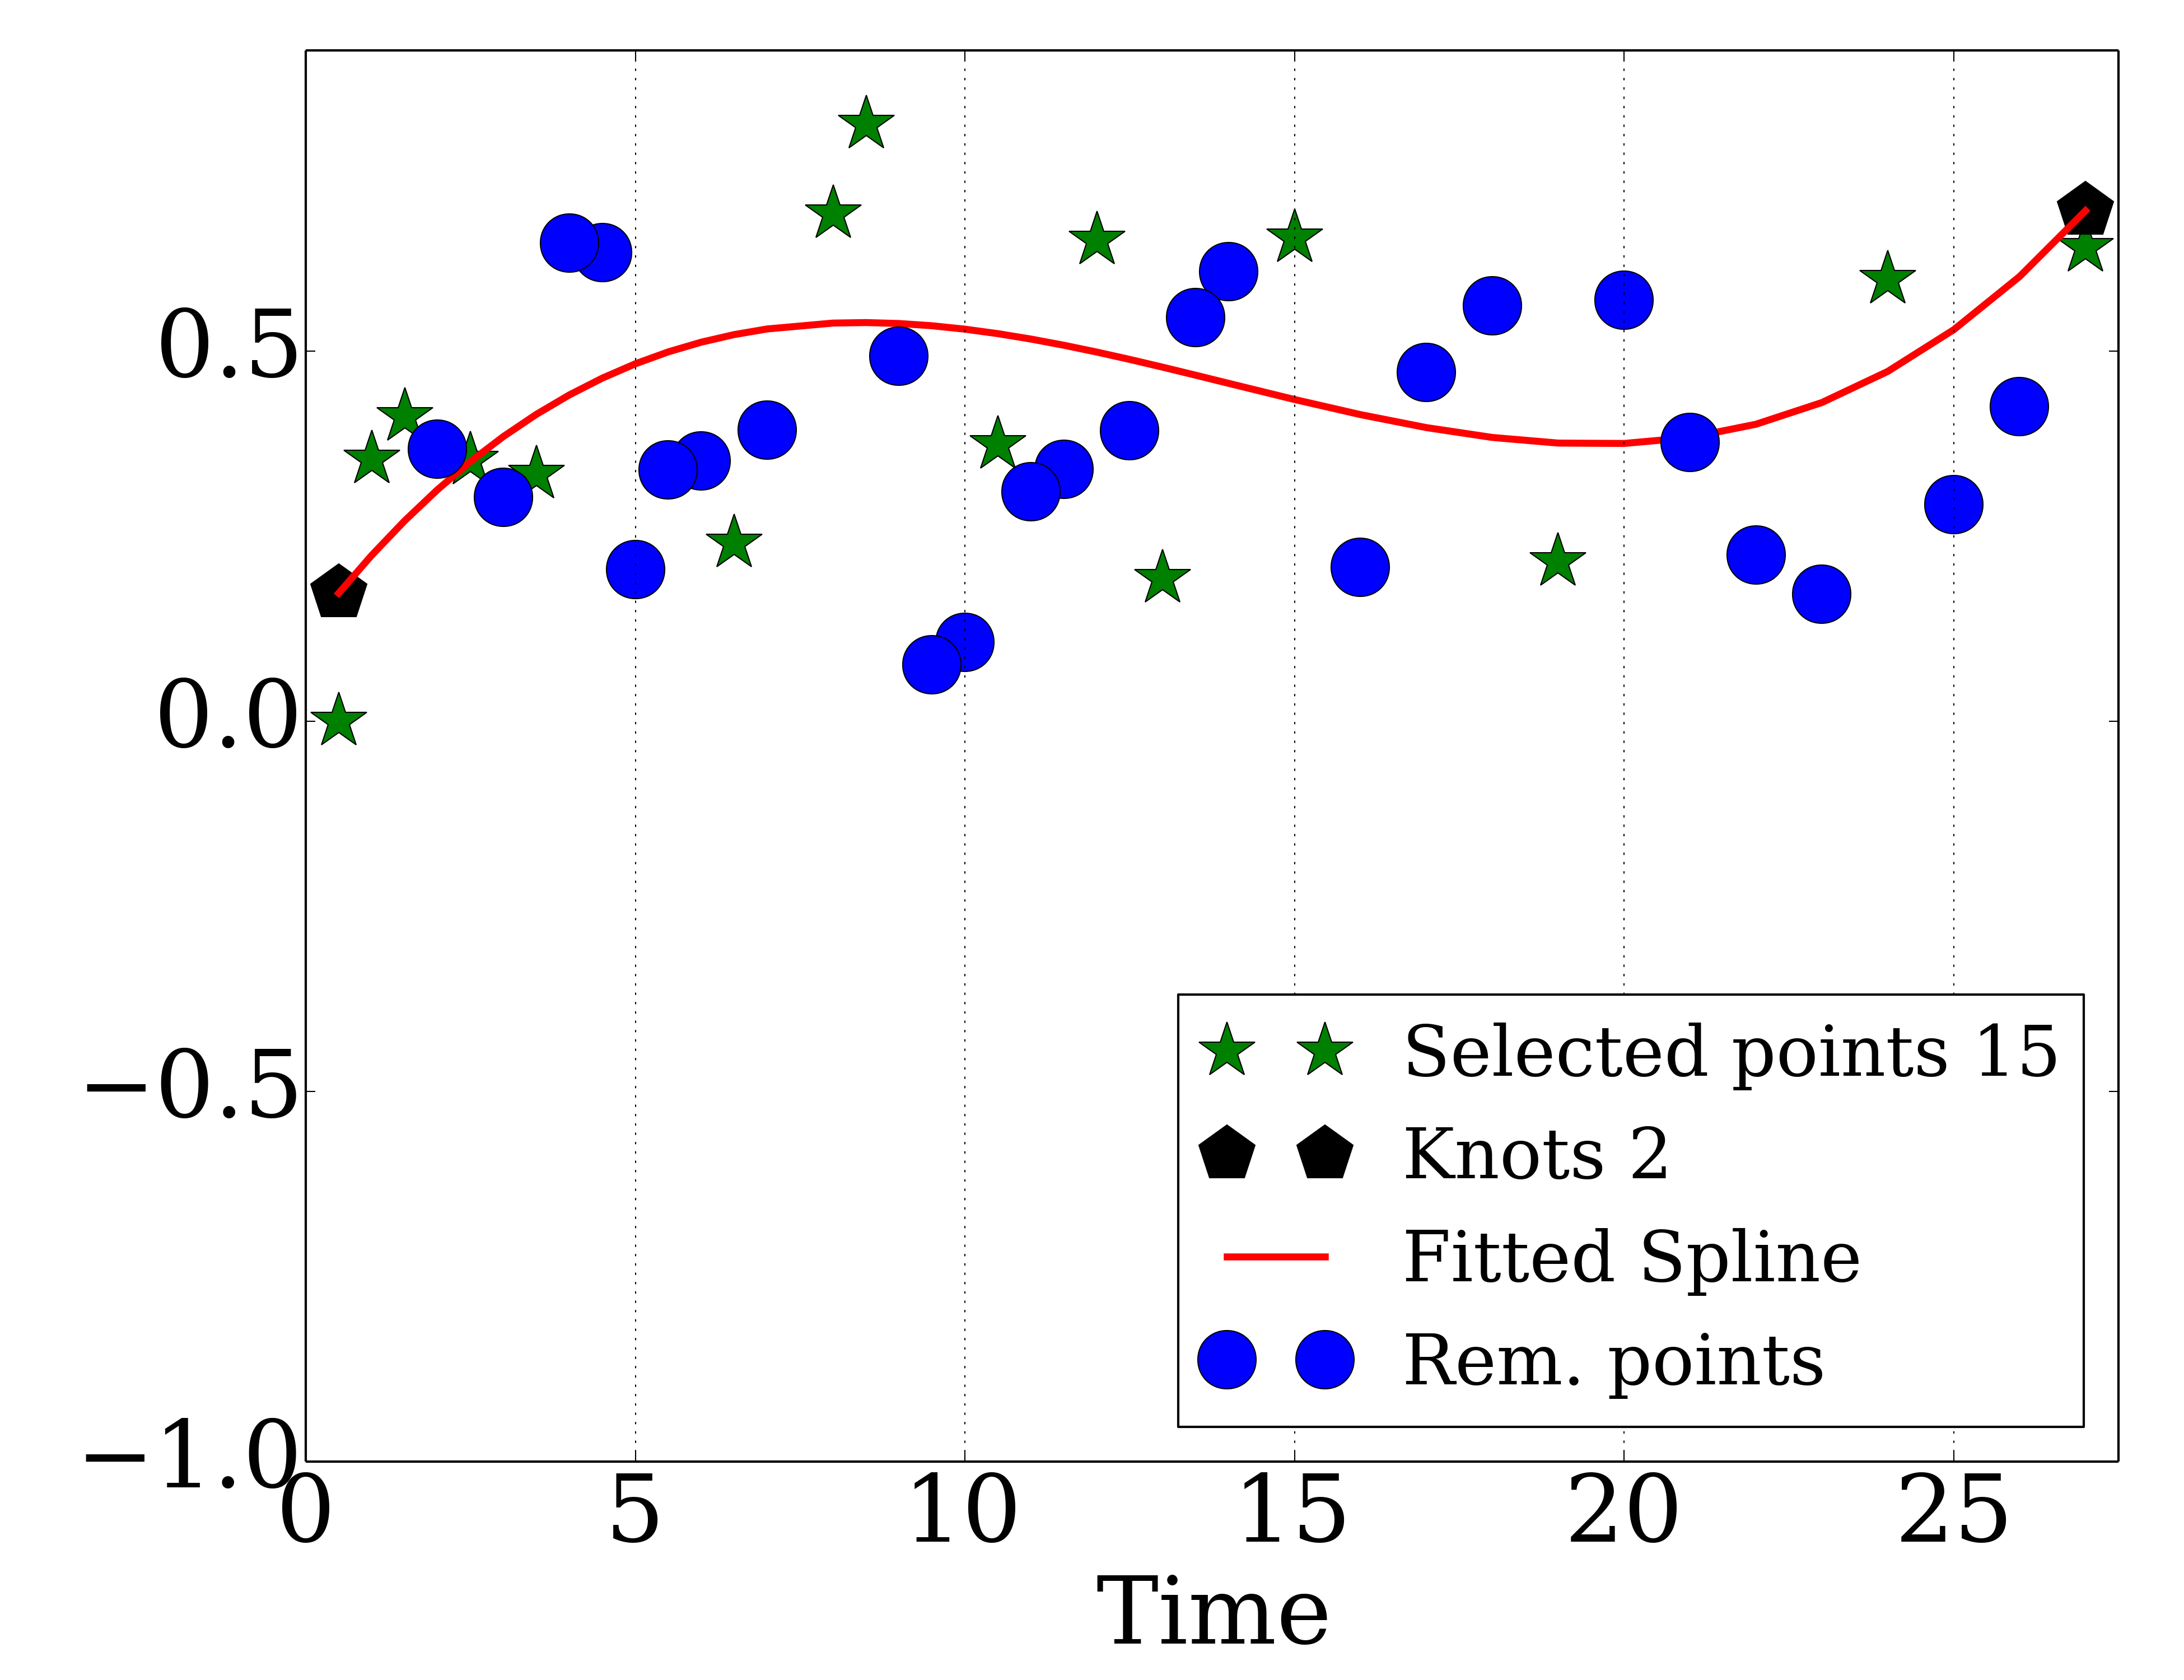 0.5
0.0
−0.5
−1.0
Selected points 15
Knots 2
Fitted Spline
Rem. points
0 5 10 15 20 25
Time